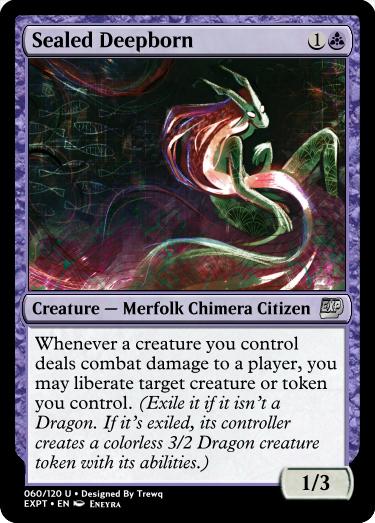 Sealed Deepborn 1
Creature — Merfolk Chimera Citizen EXP
Whenever a creature you control
deals combat damage to a player, you
may liberate target creature or token
you control. (Exile it if it isn't a
Dragon. If it's exiled, its controller
creates a colorless 3/2 Dragon creature
token with its abilities.)
1/3
060/120 U • Designed By Trewq
EXPT • EN Eneyra